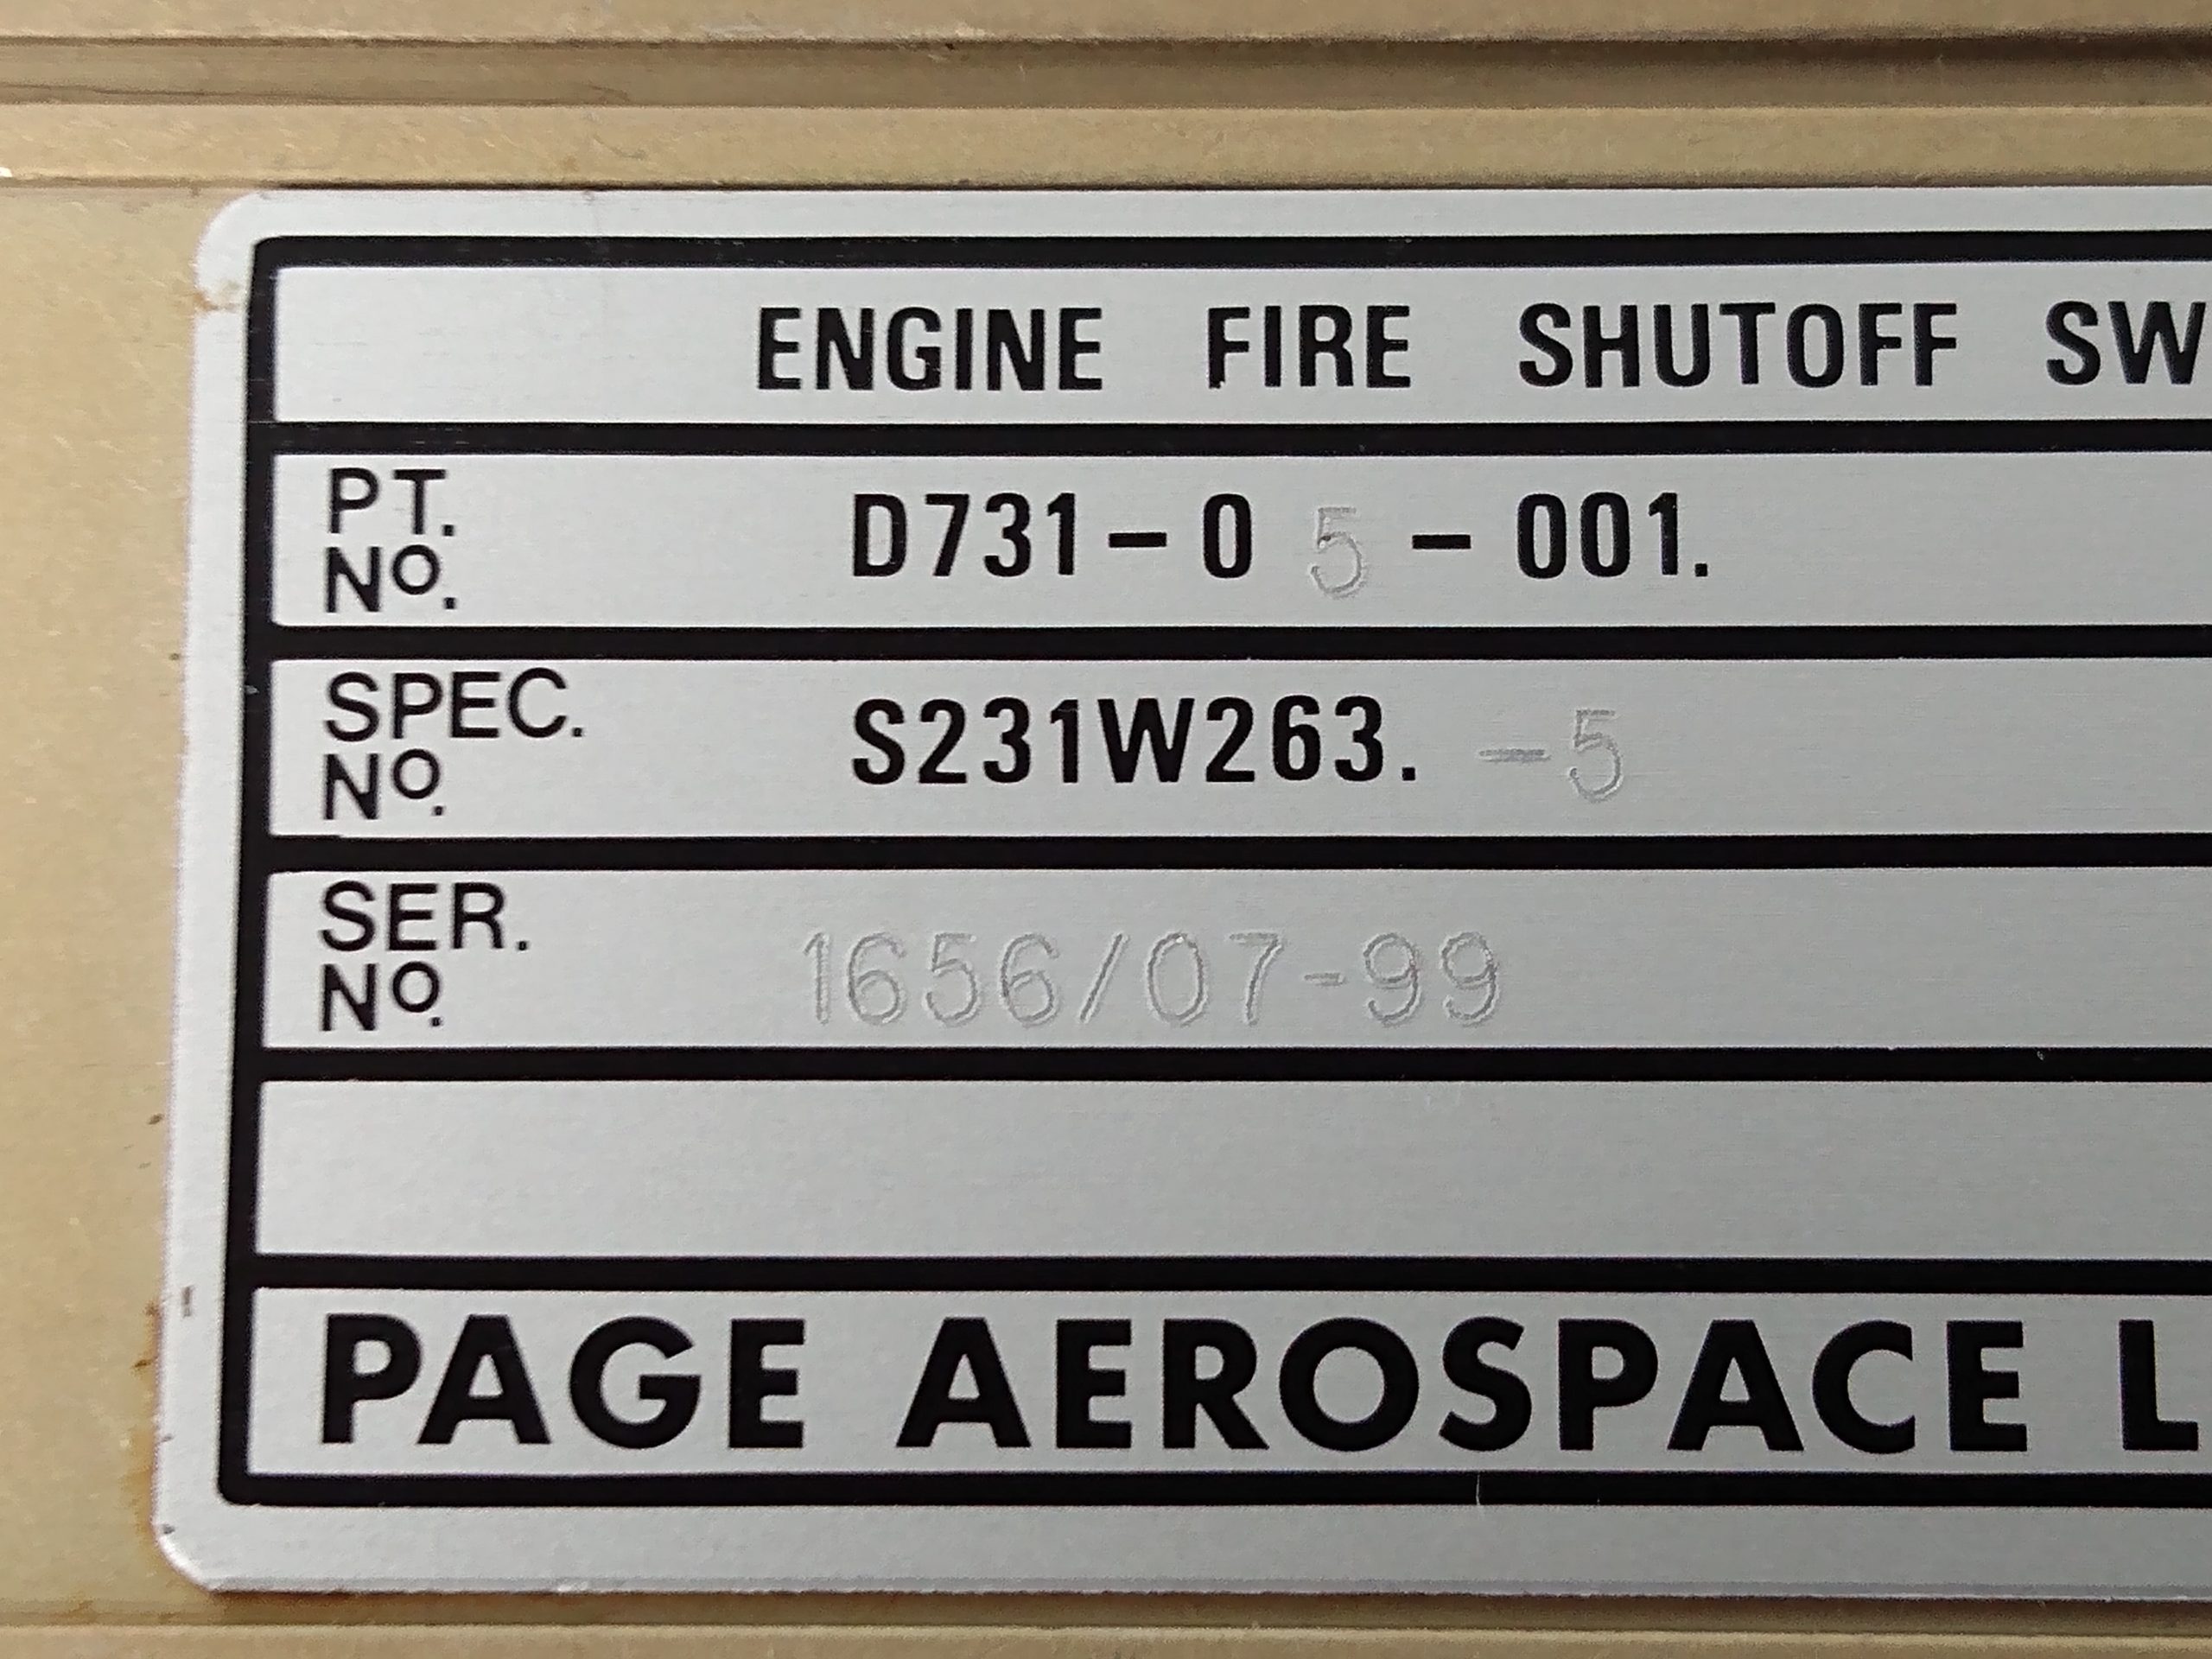 ENGINE FIRE SHUTOFF SW
PT. No. D731-05-001.
SPEC. No. S231W263. -5
SER. No. 1656/07-99
PAGE AEROSPACE L